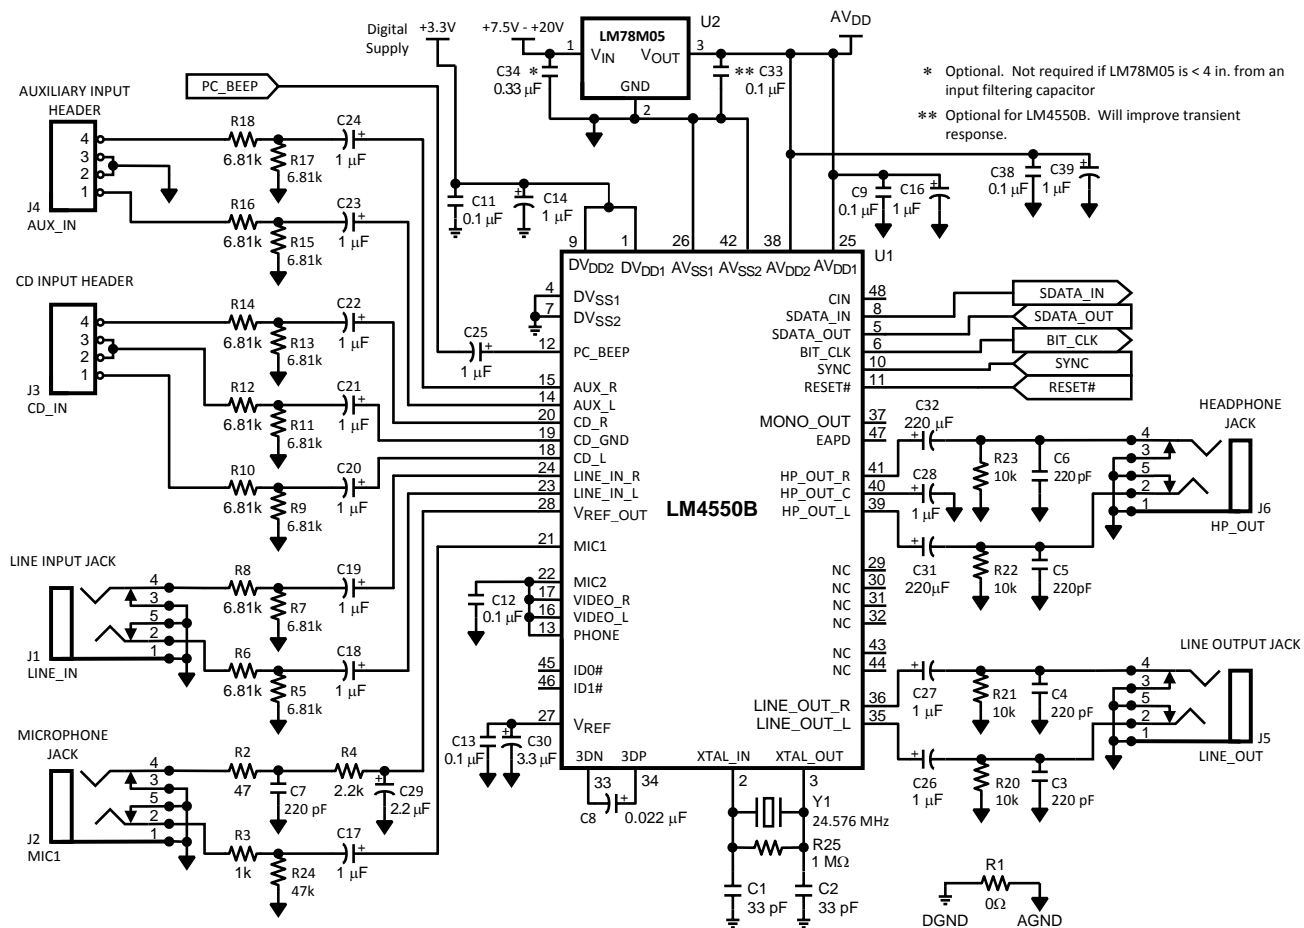 Digital
Supply
+3.3V
+7.5V - +20V
U2
LM78M05
1
VIN
VOUT
3
GND
2
AVDD
C34 *
0.33 μF
** C33
0.1 μF
* Optional. Not required if LM78M05 is < 4 in. from an
input filtering capacitor
** Optional for LM4550B. Will improve transient
response.
PC_BEEP
AUXILIARY INPUT
HEADER
4
3
2
1
J4
AUX_IN
R18
6.81k
R17
6.81k
C24
1 μF
R16
6.81k
R15
6.81k
C23
1 μF
C11
0.1 μF
C14
1 μF
C9
0.1 μF
C16
1 μF
C38
0.1 μF
C39
1 μF
CD INPUT HEADER
4
3
2
1
J3
CD_IN
R14
6.81k
R13
6.81k
C22
1 μF
R12
6.81k
R11
6.81k
C21
1 μF
R10
6.81k
R9
6.81k
C20
1 μF
C25
1 μF
LINE INPUT JACK
4
3
5
2
1
J1
LINE_IN
R8
6.81k
R7
6.81k
C19
1 μF
R6
6.81k
R5
6.81k
C18
1 μF
MICROPHONE
JACK
4
3
5
2
1
J2
MIC1
R2
47
C7
220 pF
R4
2.2k
C29
2.2 μF
R3
1k
R24
47k
C17
1 μF
C12
0.1 μF
C13
0.1 μF
C30
3.3 μF
U1
LM4550B
9
DVDD2
1
DVDD1
26
AVSS1
42
AVSS2
38
AVDD2
25
AVDD1
4
DVSS1
7
DVSS2
12
PC_BEEP
15
AUX_R
14
AUX_L
20
CD_R
19
CD_GND
18
CD_L
24
LINE_IN_R
23
LINE_IN_L
28
VREF_OUT
21
MIC1
22
MIC2
17
VIDEO_R
16
VIDEO_L
13
PHONE
45
ID0#
46
ID1#
27
VREF
3DN
33
3DP
34
C8
0.022 μF
XTAL_IN
2
XTAL_OUT
3
Y1
24.576 MHz
R25
1 MΩ
C1
33 pF
C2
33 pF
CIN
48
SDATA_IN
8
SDATA_OUT
5
BIT_CLK
6
SYNC
10
RESET#
11
MONO_OUT
37
EAPD
47
HP_OUT_R
41
HP_OUT_C
40
HP_OUT_L
39
NC
29
NC
30
NC
31
NC
32
NC
43
NC
44
LINE_OUT_R
36
LINE_OUT_L
35
SDATA_IN
SDATA_OUT
BIT_CLK
SYNC
RESET#
C32
220 μF
R23
10k
C6
220 pF
C28
1 μF
C31
220μF
R22
10k
C5
220pF
HEADPHONE
JACK
4
3
5
2
1
J6
HP_OUT
C27
1 μF
R21
10k
C4
220 pF
C26
1 μF
R20
10k
C3
220 pF
LINE OUTPUT JACK
4
3
5
2
1
J5
LINE_OUT
R1
0Ω
DGND
AGND